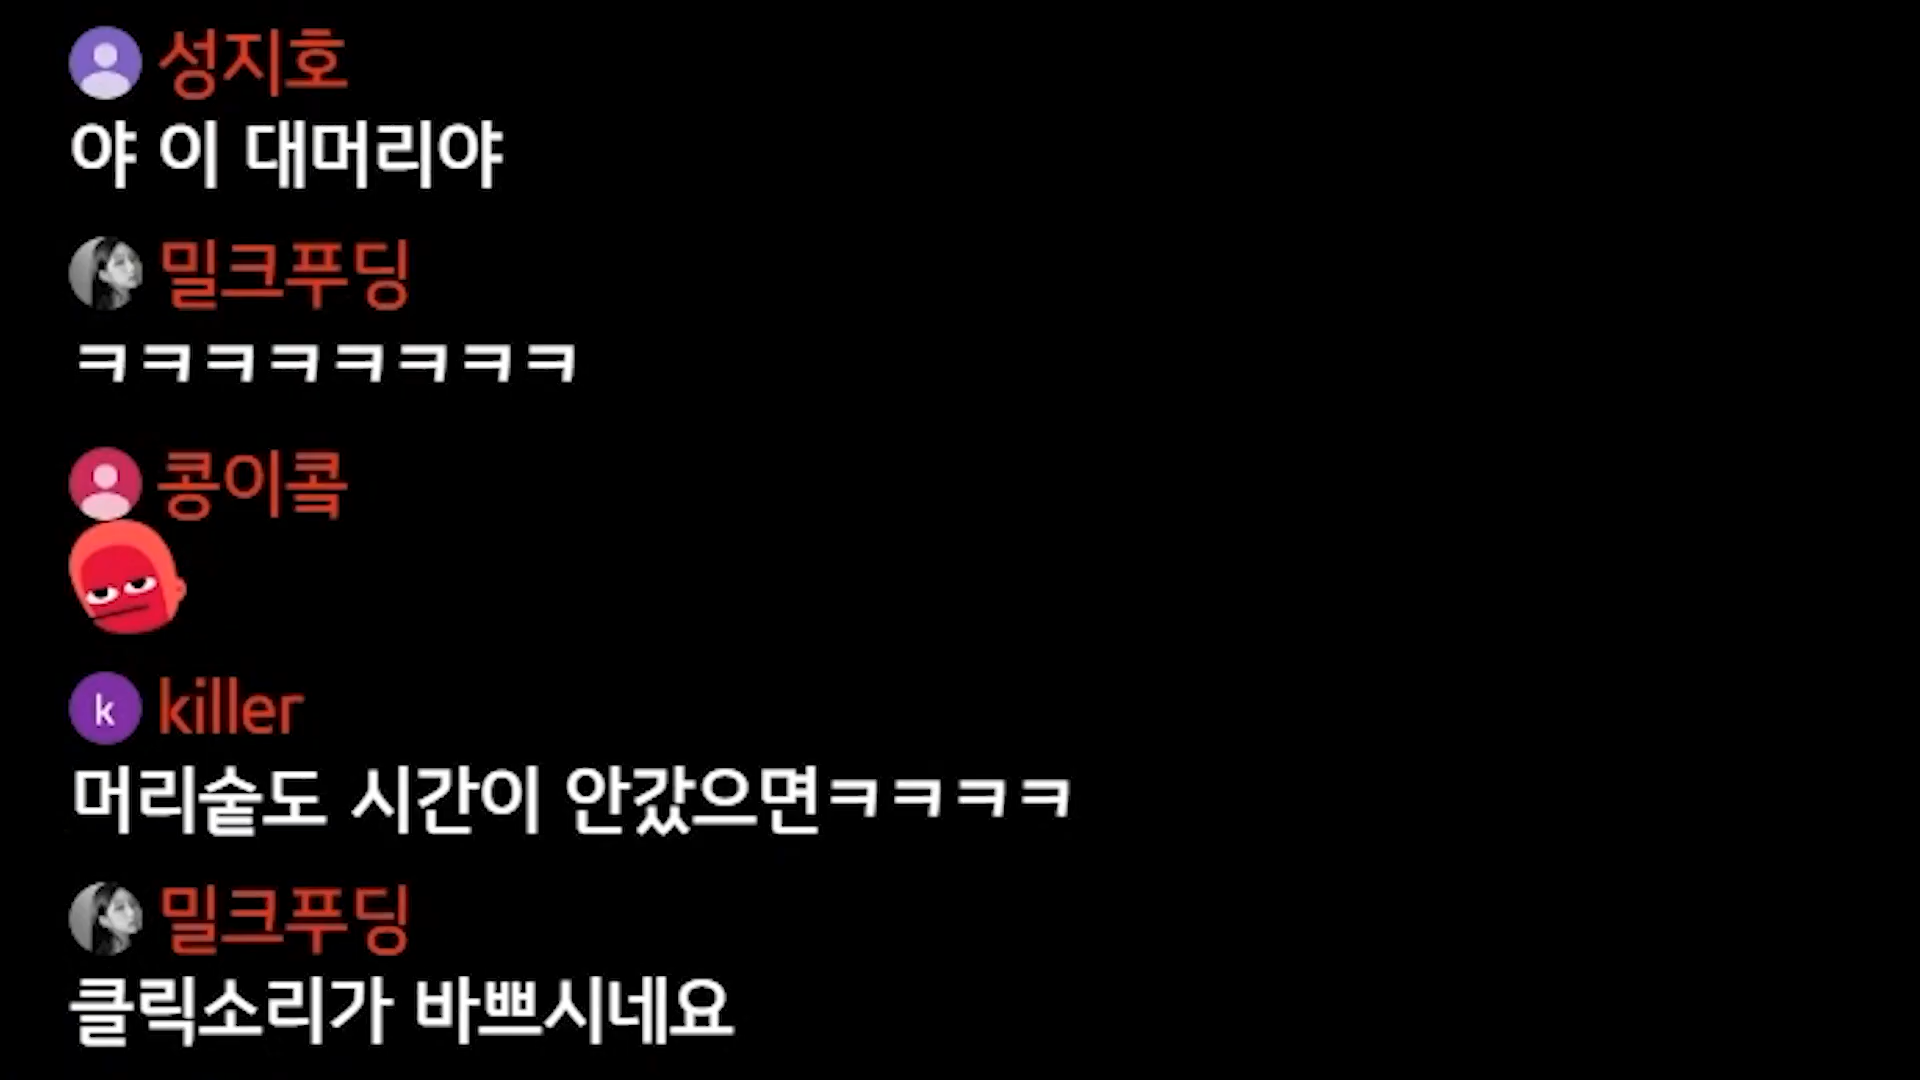 성지호
야 이 대머리야
밀크푸딩
ㅋㅋㅋㅋㅋㅋㅋㅋ
콩이콬
k killer
머리숱도 시간이 안갔으면ㅋㅋㅋㅋ
밀크푸딩
클릭소리가 바쁘시네요